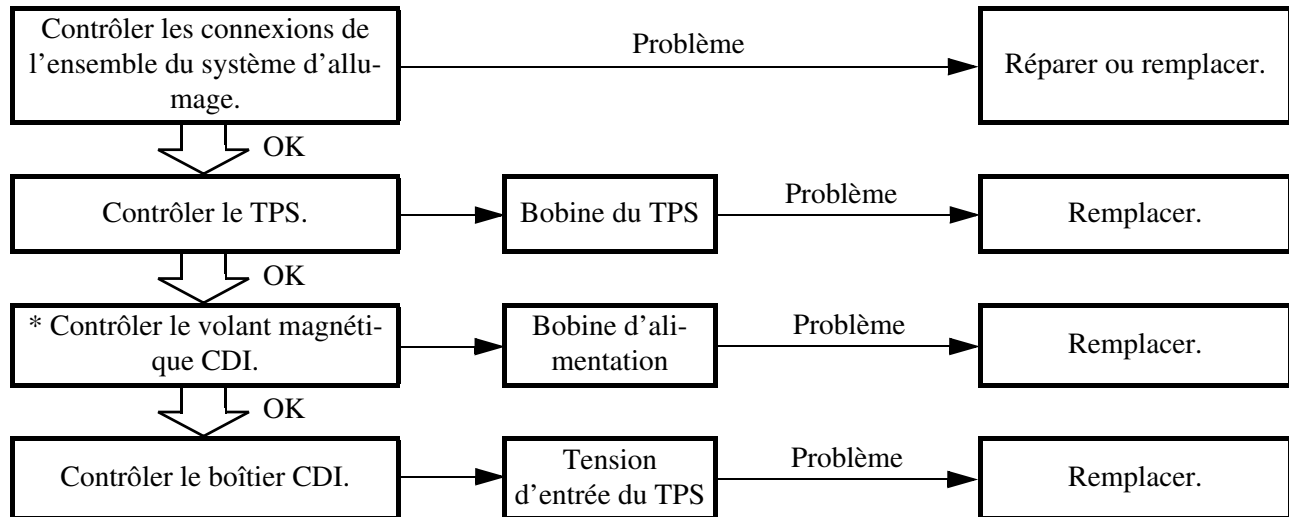 Contrôler les connexions de
l’ensemble du système d’allu-
mage.
Problème
Réparer ou remplacer.
OK
Contrôler le TPS.
Bobine du TPS
Problème
Remplacer.
OK
* Contrôler le volant magnéti-
que CDI.
Bobine d’ali-
mentation
Problème
Remplacer.
OK
Contrôler le boîtier CDI.
Tension
d’entrée du TPS
Problème
Remplacer.